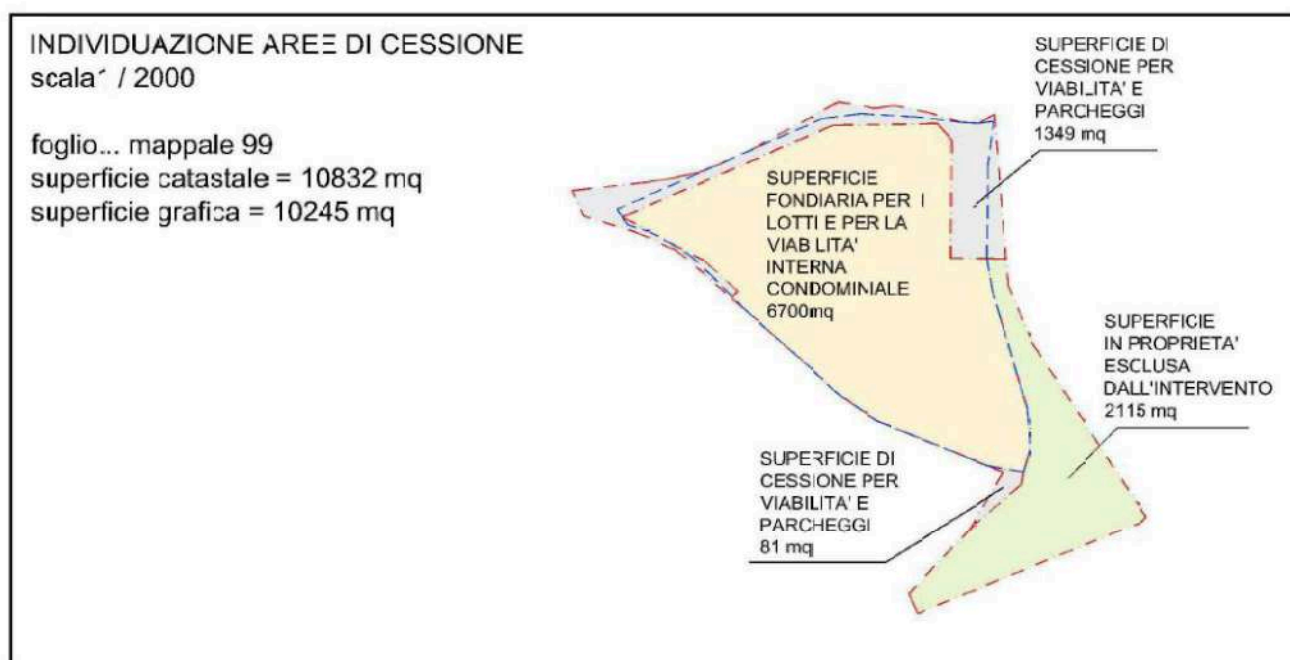 INDIVIDUAZIONE AREE DI CESSIONE
scala1 / 2000
foglio... mappale 99
superficie catastale = 10832 mq
superficie grafica = 10245 mq
SUPERFICIE DI
CESSIONE PER
VIABILITA' E
PARCHEGGI
1349 mq
SUPERFICIE
FONDIARIA PER I
LOTTI E PER LA
VIABILITA'
INTERNA
CONDOMINIALE
6700mq
SUPERFICIE
IN PROPRIETA'
ESCLUSA
DALL'INTERVENTO
2115 mq
SUPERFICIE DI
CESSIONE PER
VIABILITA' E
PARCHEGGI
81 mq